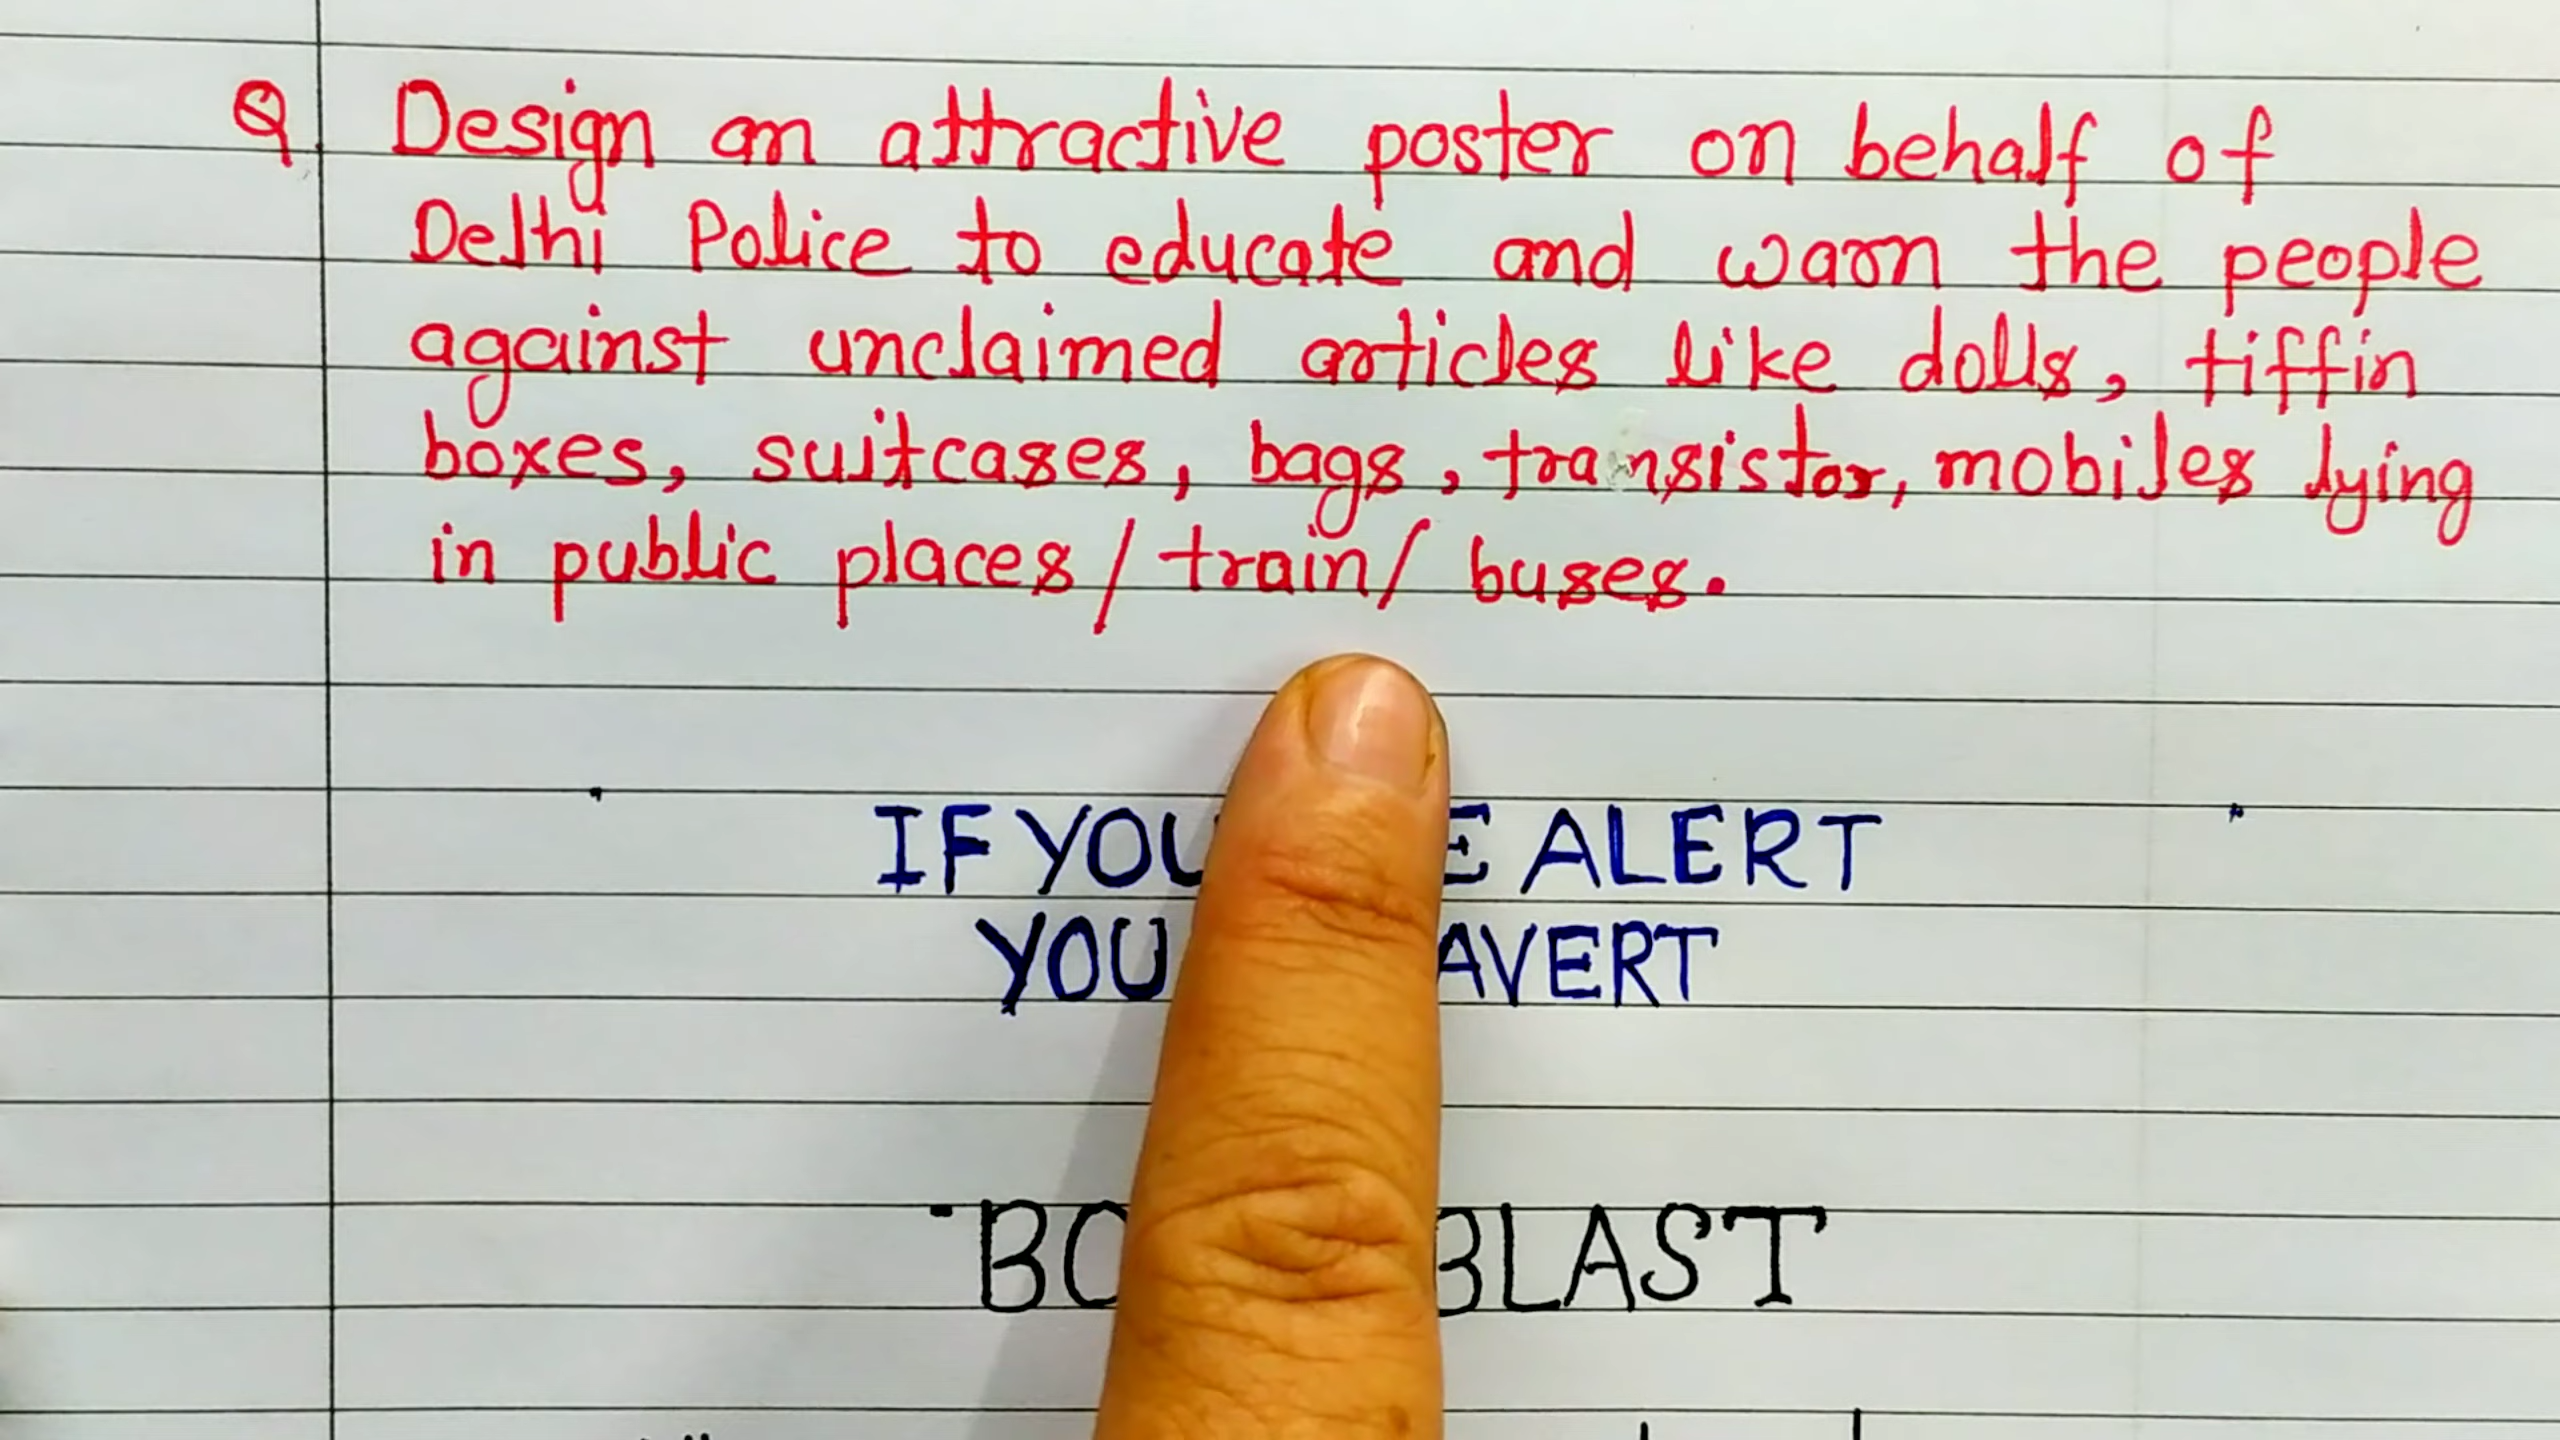 Q Design an attractive poster on behalf of
Delhi Police to educate and warn the people
against unclaimed articles like dolls, tiffin
boxes, suitcases, bags, transistor, mobiles lying
in public places / train / buses.
IF YOU ALERT
YOU AVERT
BLAST